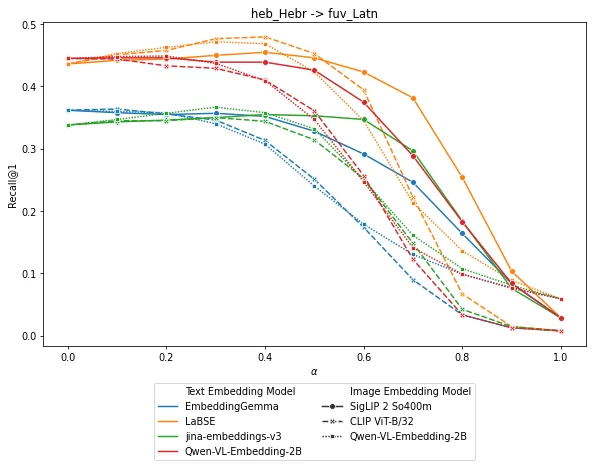 heb_Hebr -> fuv_Latn
Recall@1
0.5
0.4
0.3
0.2
0.1
0.0
0.0 0.2 0.4 0.6 0.8 1.0
α
Text Embedding Model
EmbeddingGemma
LaBSE
jina-embeddings-v3
Qwen-VL-Embedding-2B
Image Embedding Model
SigLIP 2 So400m
CLIP ViT-B/32
Qwen-VL-Embedding-2B